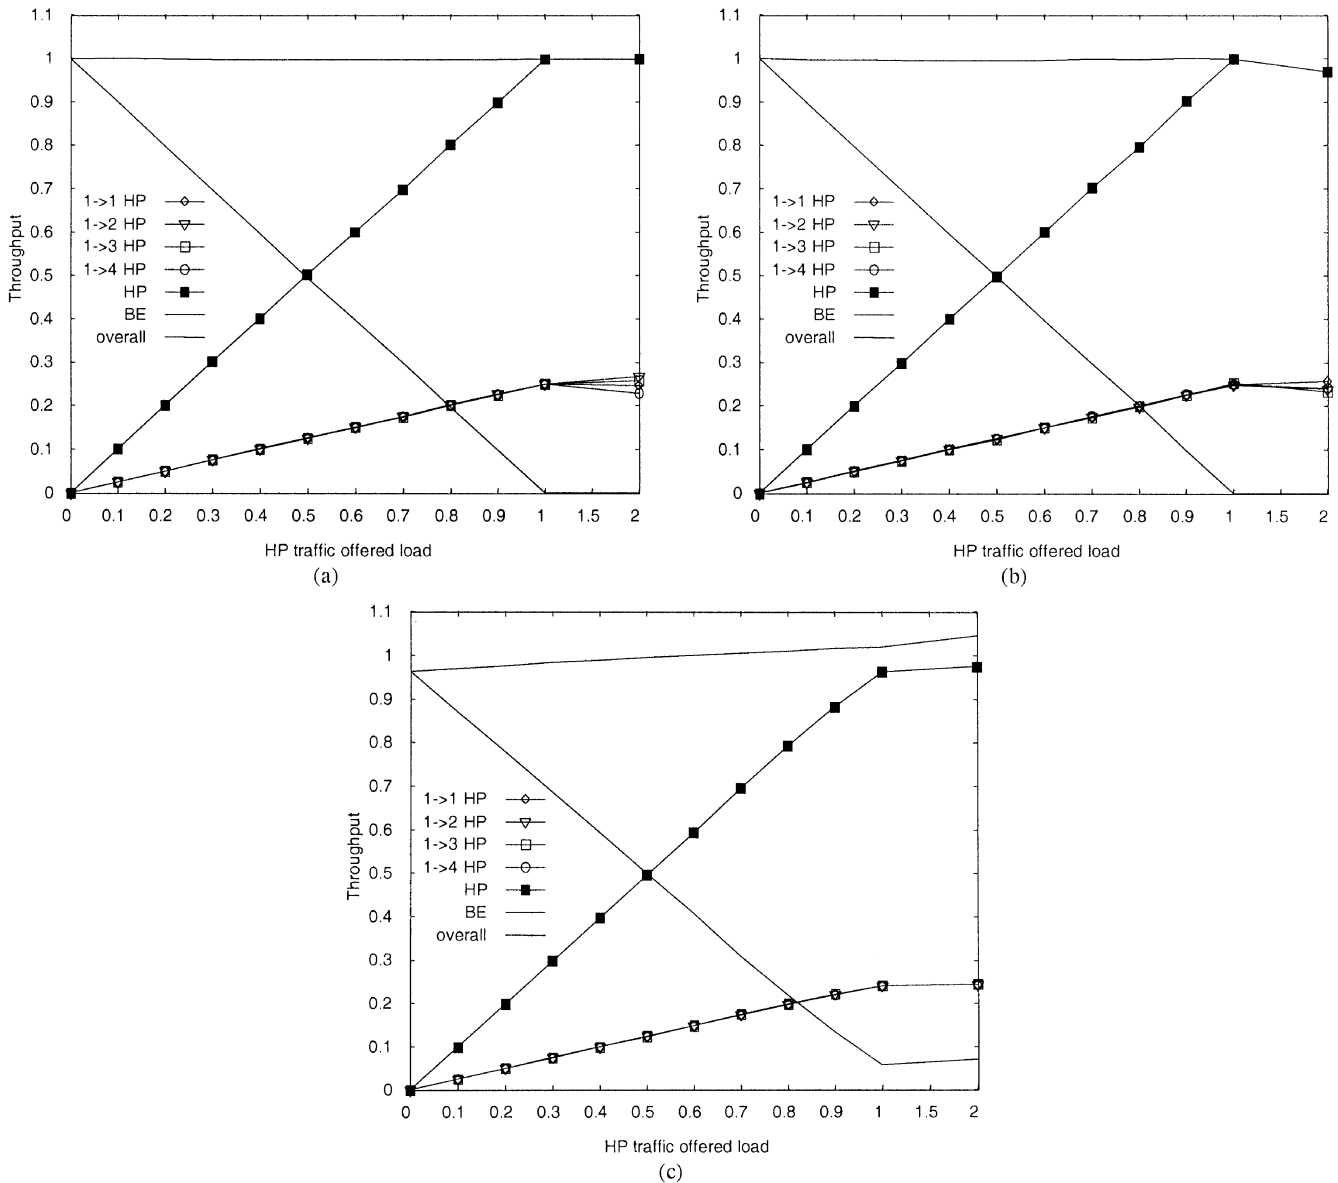 1.1
1
0.9
0.8
0.7
0.6
0.5
0.4
0.3
0.2
0.1
0
Throughput
1->1 HP
1->2 HP
1->3 HP
1->4 HP
HP
BE
overall
0 0.1 0.2 0.3 0.4 0.5 0.6 0.7 0.8 0.9 1 1.5 2
HP traffic offered load
(a)
1.1
1
0.9
0.8
0.7
0.6
0.5
0.4
0.3
0.2
0.1
0
Throughput
1->1 HP
1->2 HP
1->3 HP
1->4 HP
HP
BE
overall
0 0.1 0.2 0.3 0.4 0.5 0.6 0.7 0.8 0.9 1 1.5 2
HP traffic offered load
(b)
1.1
1
0.9
0.8
0.7
0.6
0.5
0.4
0.3
0.2
0.1
0
Throughput
1->1 HP
1->2 HP
1->3 HP
1->4 HP
HP
BE
overall
0 0.1 0.2 0.3 0.4 0.5 0.6 0.7 0.8 0.9 1 1.5 2
HP traffic offered load
(c)